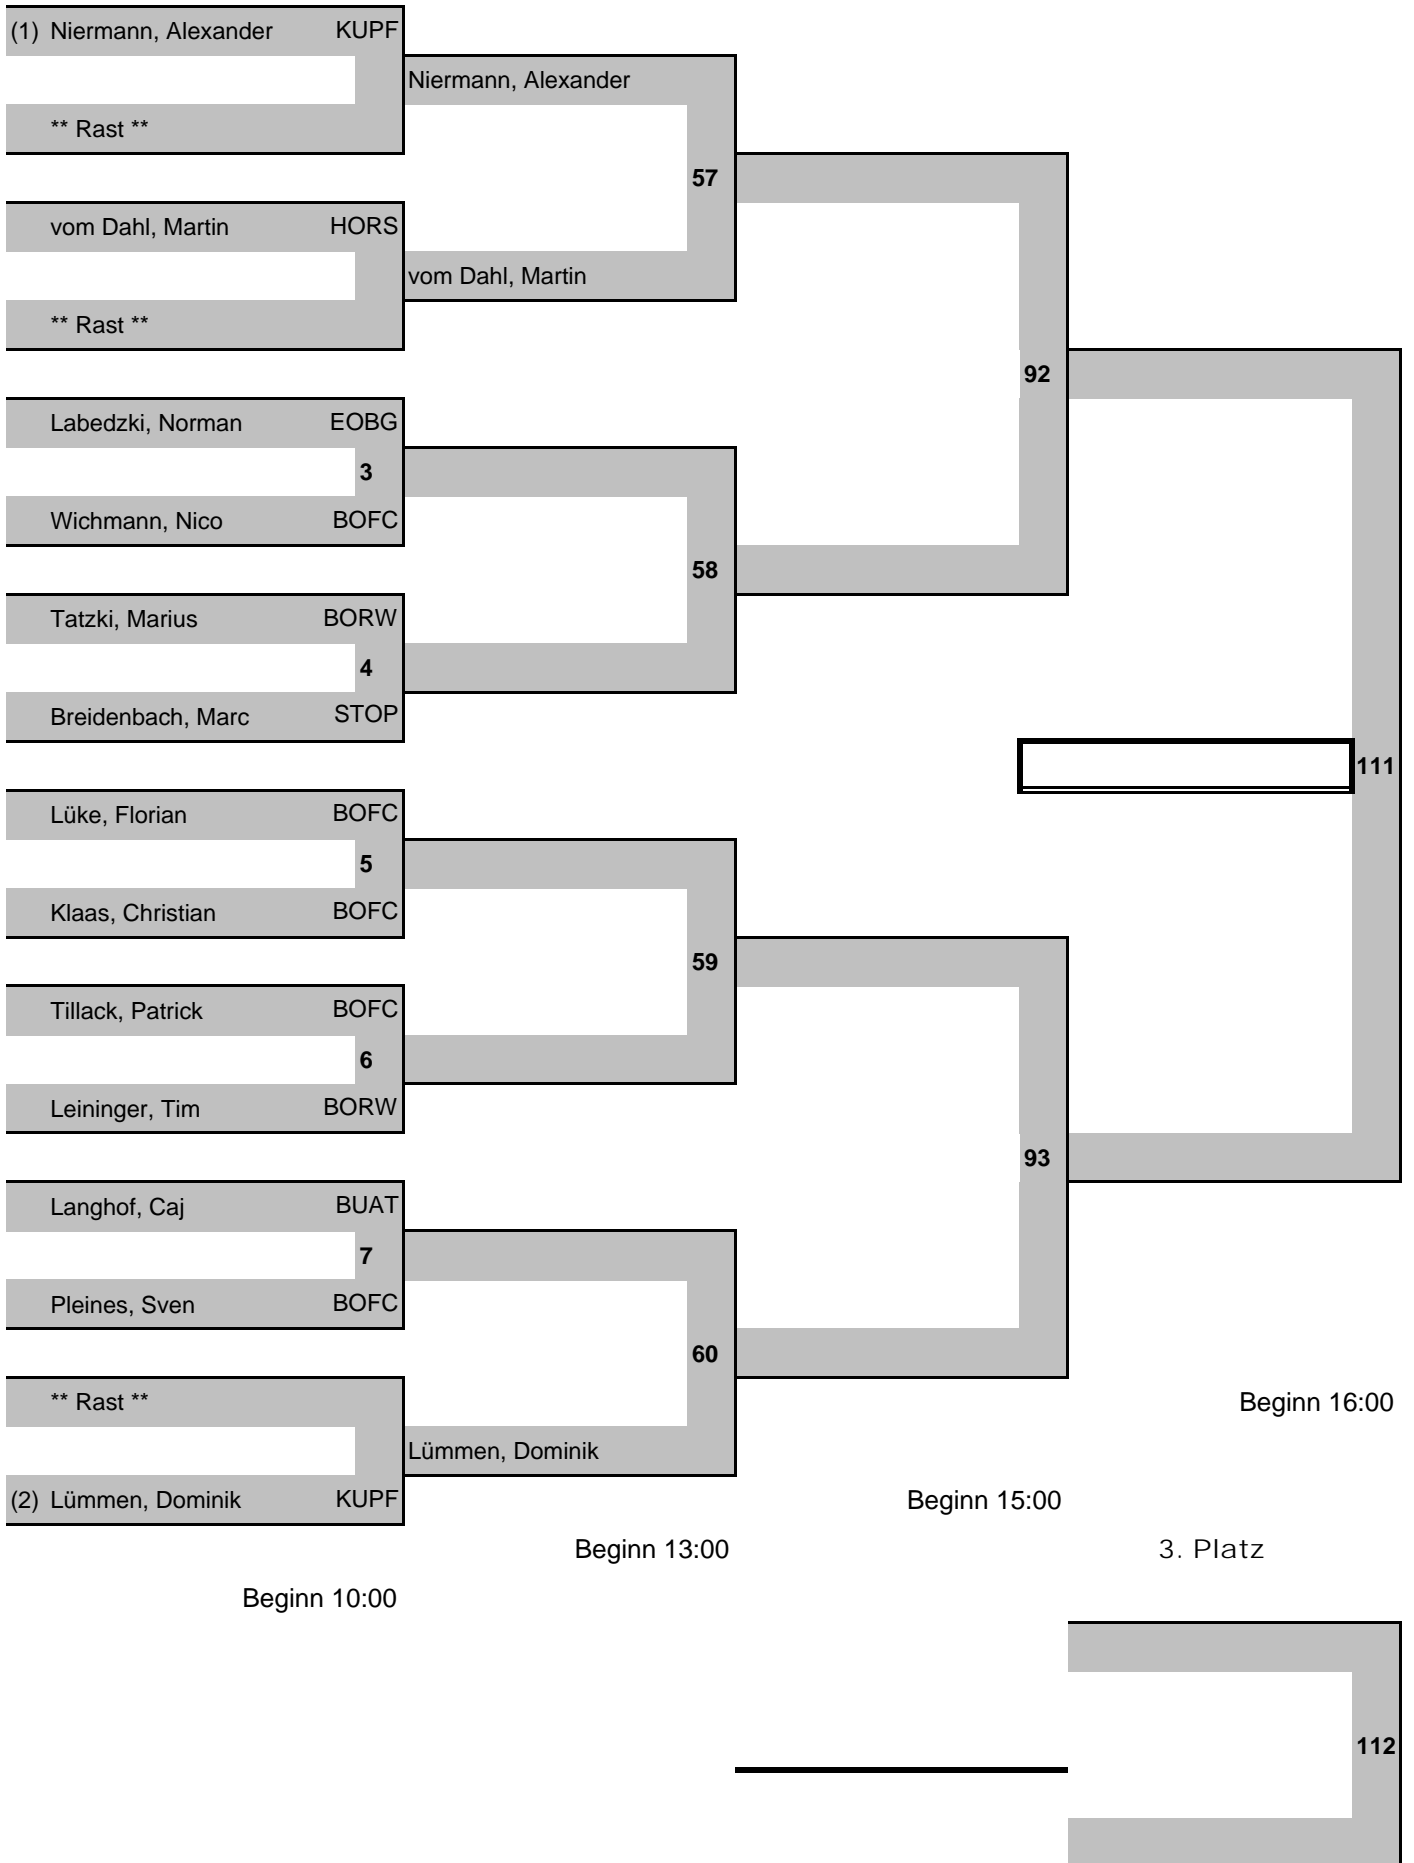 (1) Niermann, Alexander KUPF
Niermann, Alexander
** Rast **
57
vom Dahl, Martin HORS
vom Dahl, Martin
** Rast **
92
Labedzki, Norman EOBG
3
Wichmann, Nico BOFC
58
Tatzki, Marius BORW
4
Breidenbach, Marc STOP
111
Lüke, Florian BOFC
5
Klaas, Christian BOFC
59
Tillack, Patrick BOFC
6
Leininger, Tim BORW
93
Langhof, Caj BUAT
7
Pleines, Sven BOFC
60
** Rast **
Beginn 16:00
Lümmen, Dominik
(2) Lümmen, Dominik KUPF
Beginn 15:00
Beginn 13:00
3. Platz
Beginn 10:00
112